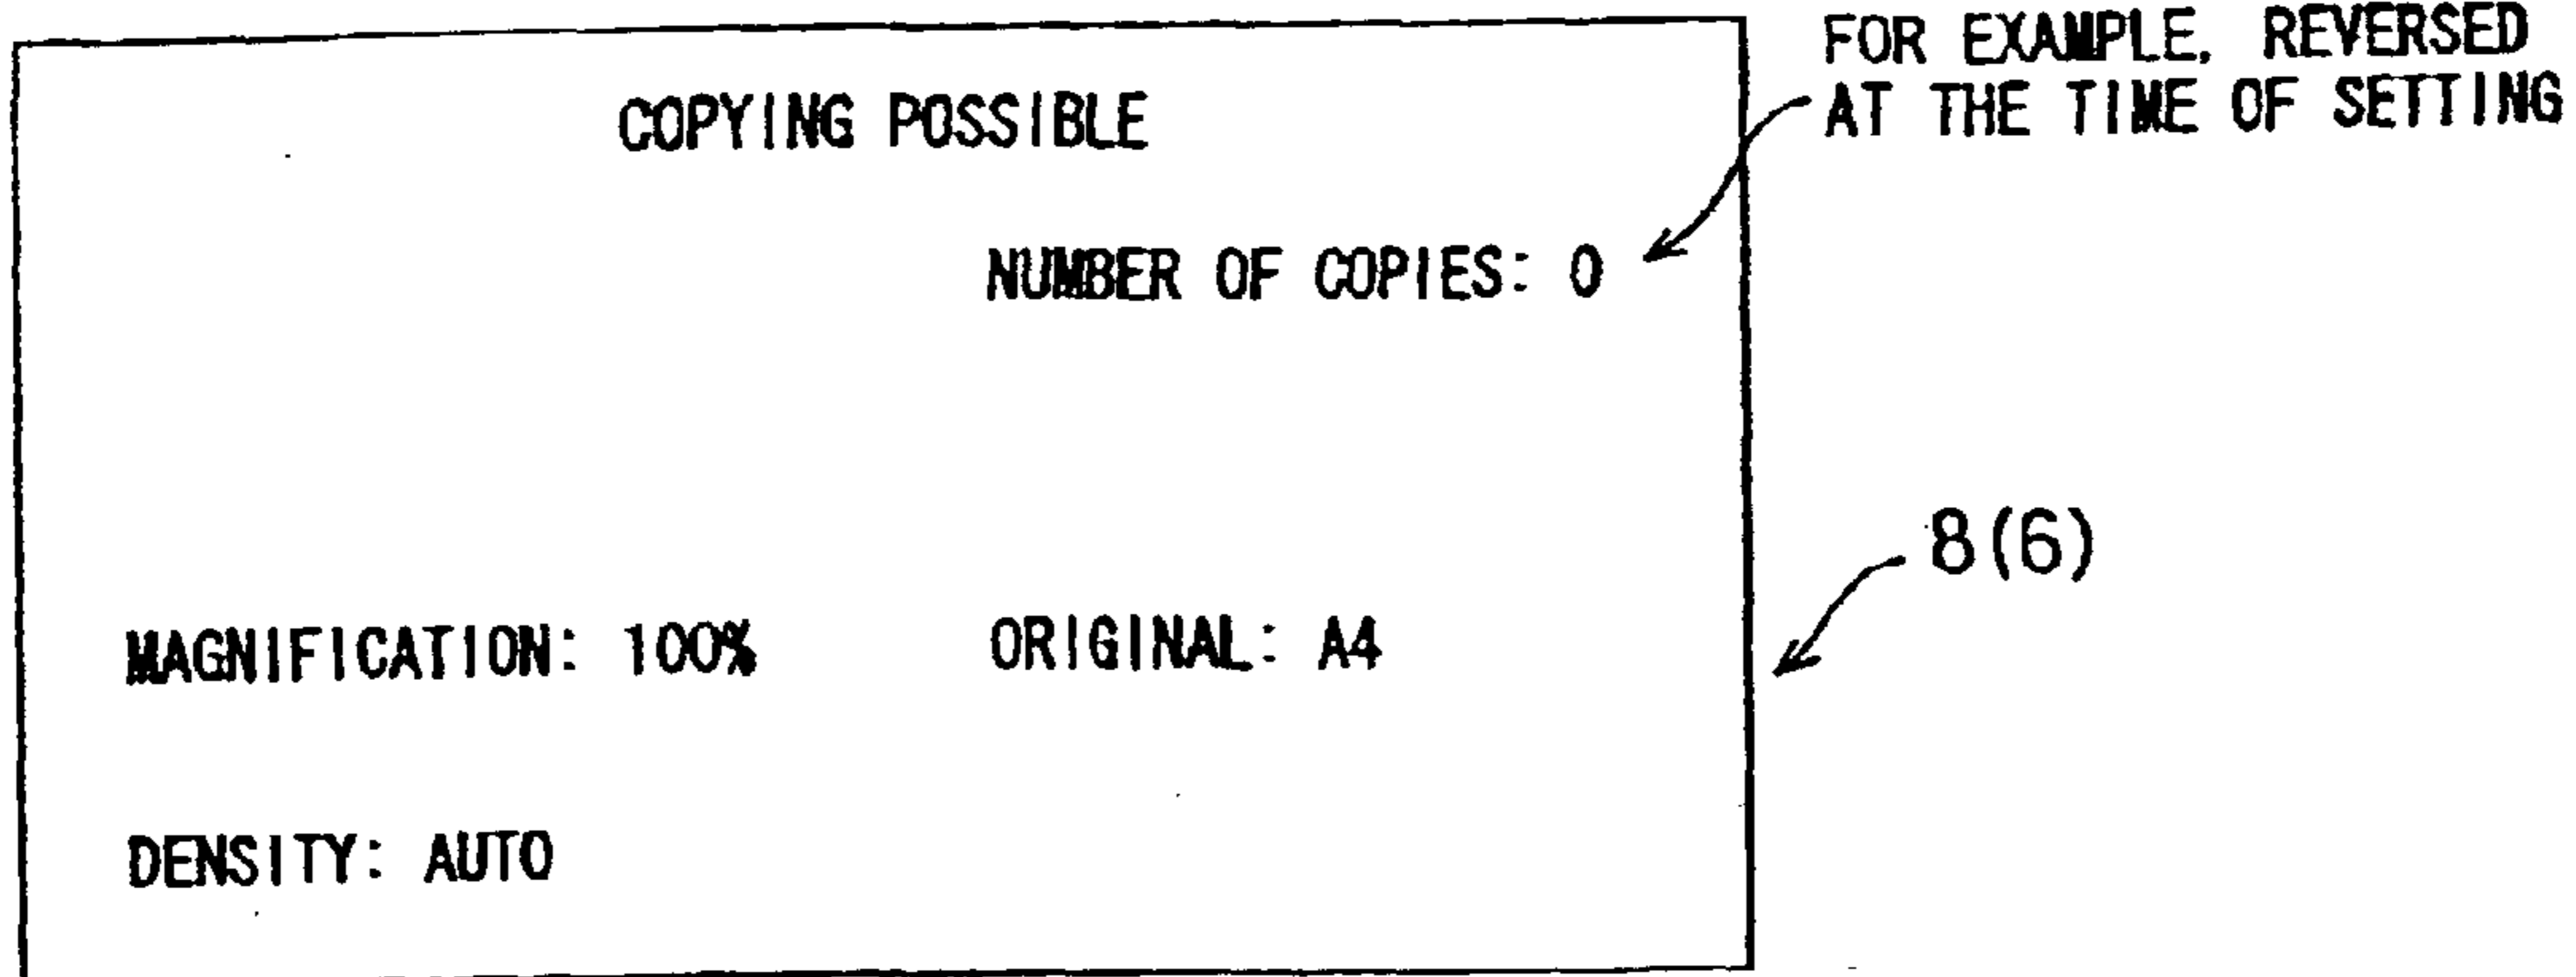 FOR EXAMPLE, REVERSED
AT THE TIME OF SETTING
COPYING POSSIBLE
NUMBER OF COPIES: 0
8(6)
MAGNIFICATION: 100% ORIGINAL: A4
DENSITY: AUTO